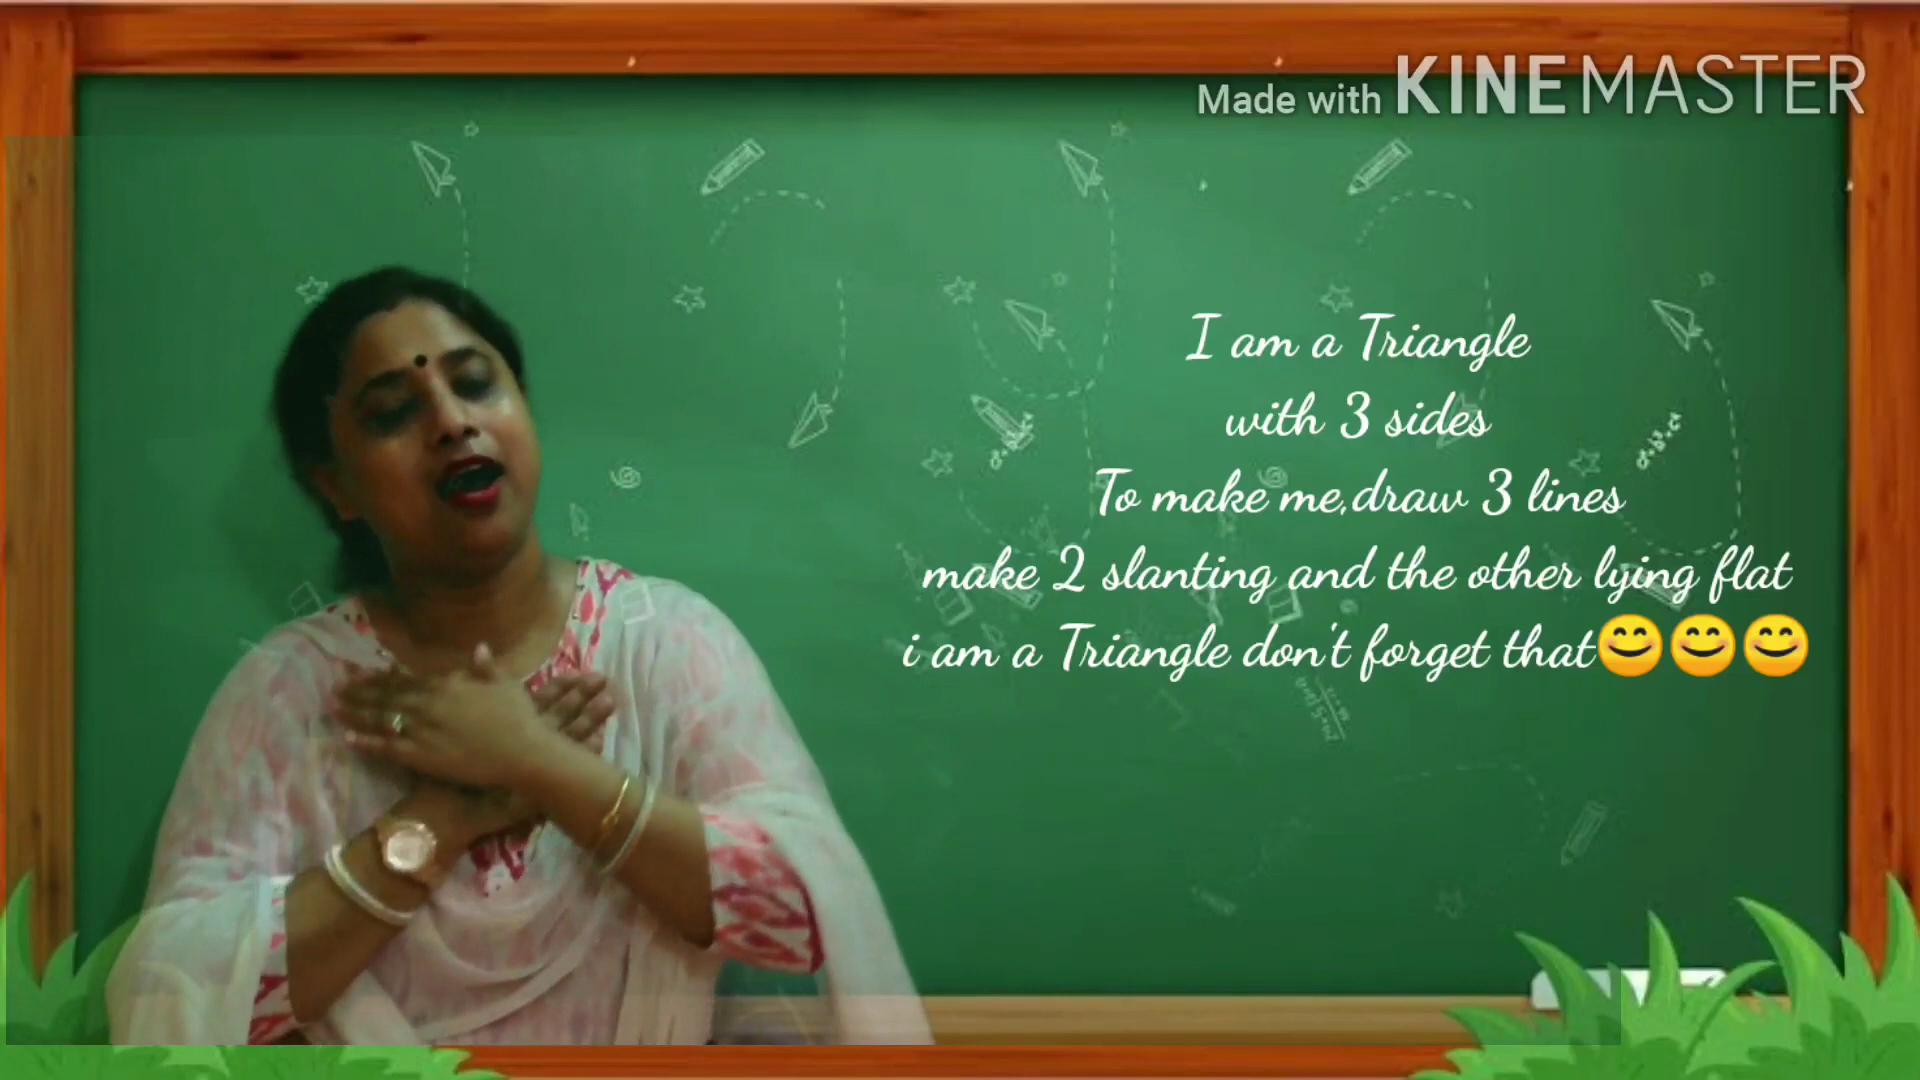 Made with KINEMASTER
I am a Triangle
with 3 sides
To make me,draw 3 lines
make 2 slanting and the other lying flat
i am a Triangle don't forget that😊😊😊